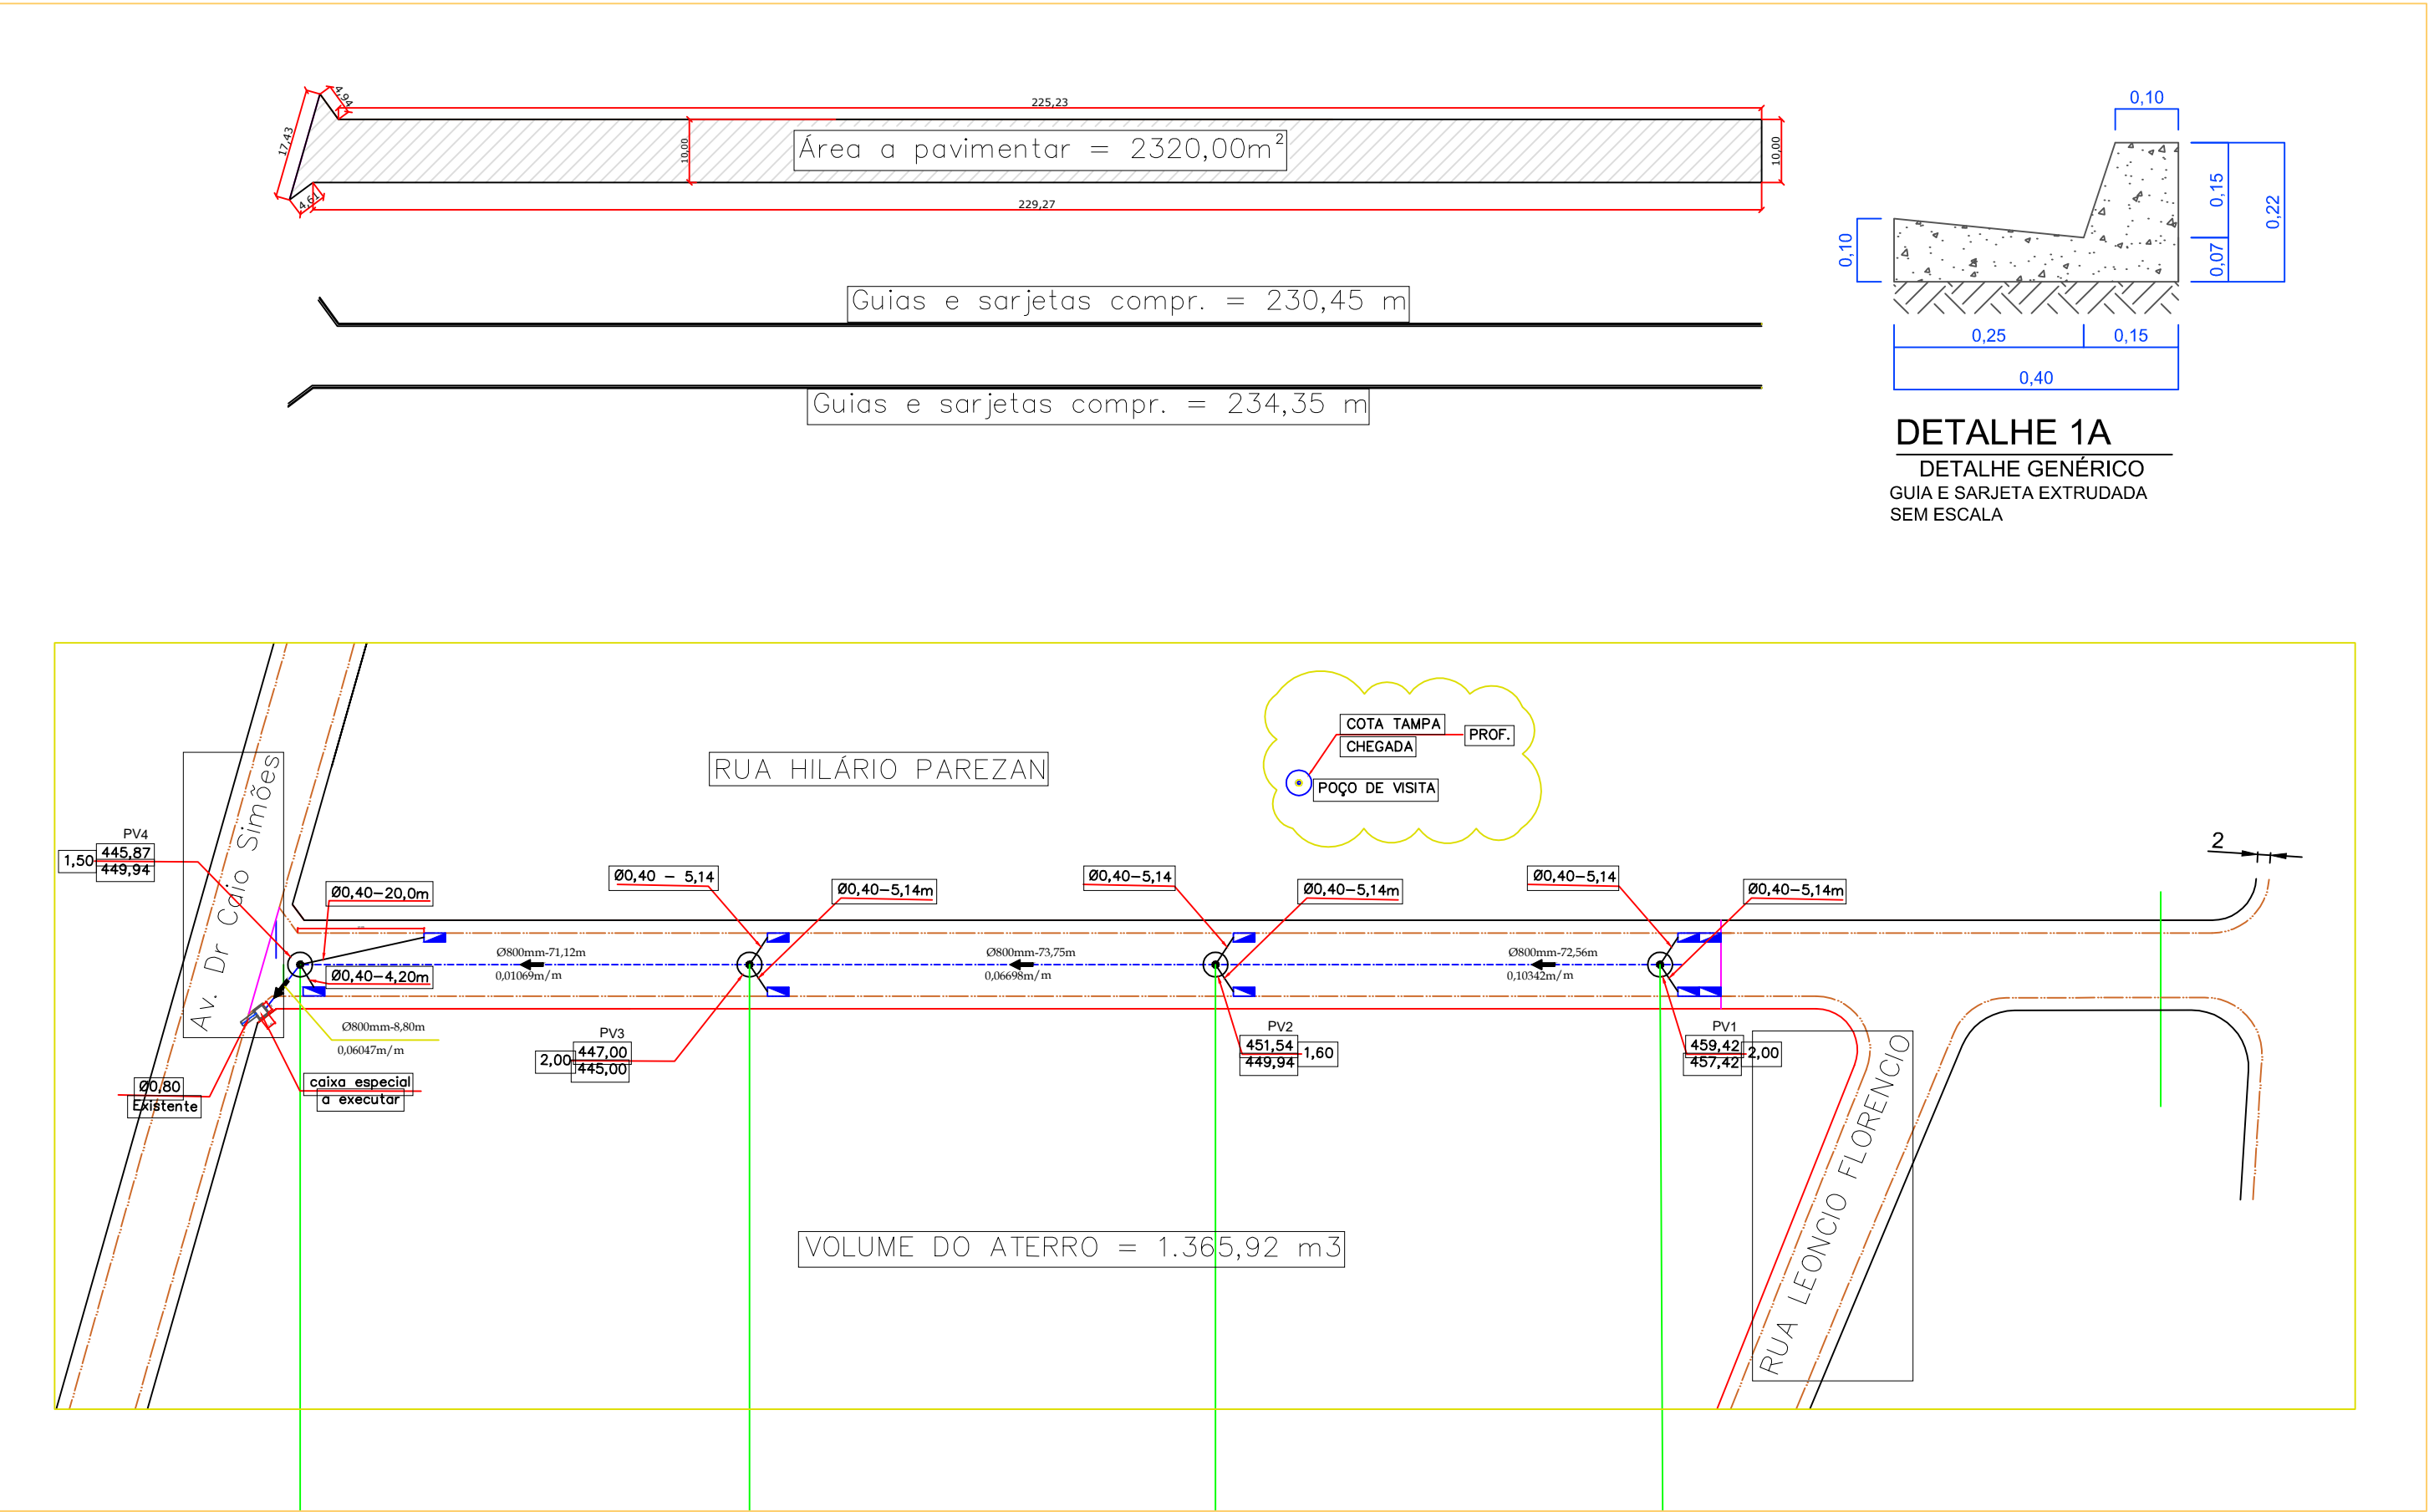 4,94
225,23
17,43
10,00
Área a pavimentar = 2320,00m²
10,00
4,61
229,27
Guias e sarjetas compr. = 230,45 m
Guias e sarjetas compr. = 234,35 m
0,10
0,15
0,22
0,10
0,07
0,25
0,15
0,40
DETALHE 1A
DETALHE GENÉRICO
GUIA E SARJETA EXTRUDADA
SEM ESCALA
COTA TAMPA
CHEGADA
PROF.
POÇO DE VISITA
RUA HILÁRIO PAREZAN
Av. Dr Caio Simões
PV4
1,50
445,87
449,94
Ø0,40-20,0m
Ø0,40 - 5,14
Ø0,40-5,14m
Ø0,40-5,14
Ø0,40-5,14m
Ø0,40-5,14
Ø0,40-5,14m
2
Ø800mm-71,12m
0,01069m/m
Ø800mm-73,75m
0,06698m/m
Ø800mm-72,56m
0,10342m/m
Ø0,40-4,20m
Ø800mm-8,80m
0,06047m/m
PV3
2,00
447,00
445,00
PV2
451,54
449,94
1,60
PV1
459,42
457,42
2,00
Ø0,80
Existente
caixa especial
a executar
RUA LEONCIO FLORENCIO
VOLUME DO ATERRO = 1.365,92 m3